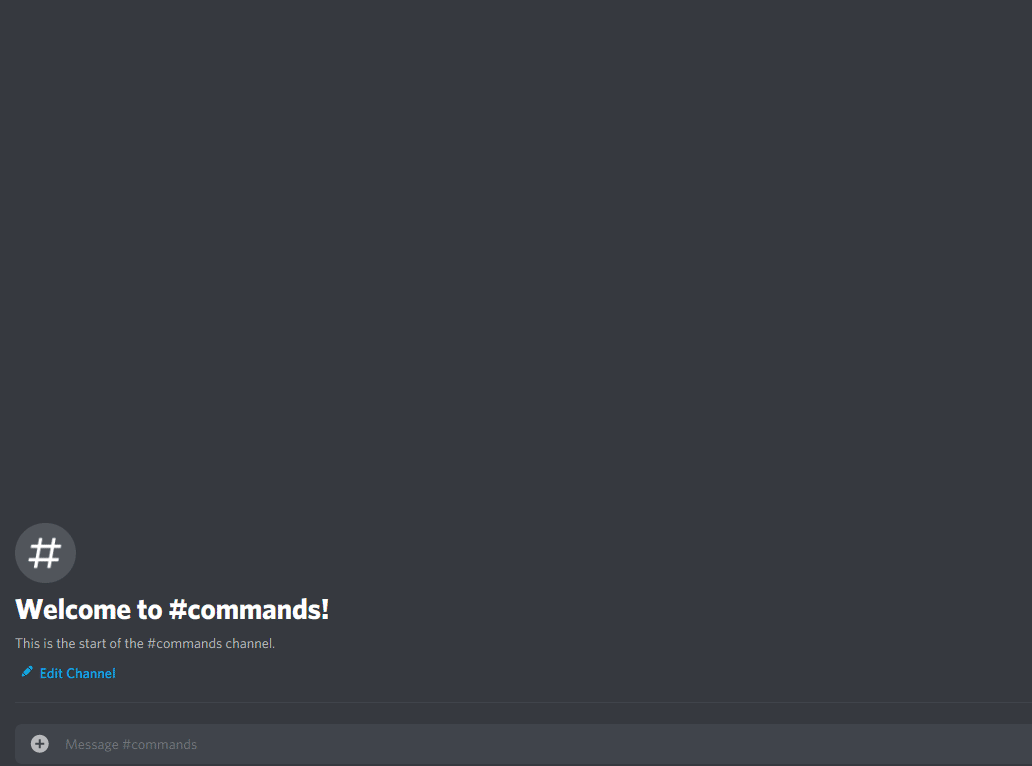 #
Welcome to #commands!
This is the start of the #commands channel.
Edit Channel
Message #commands